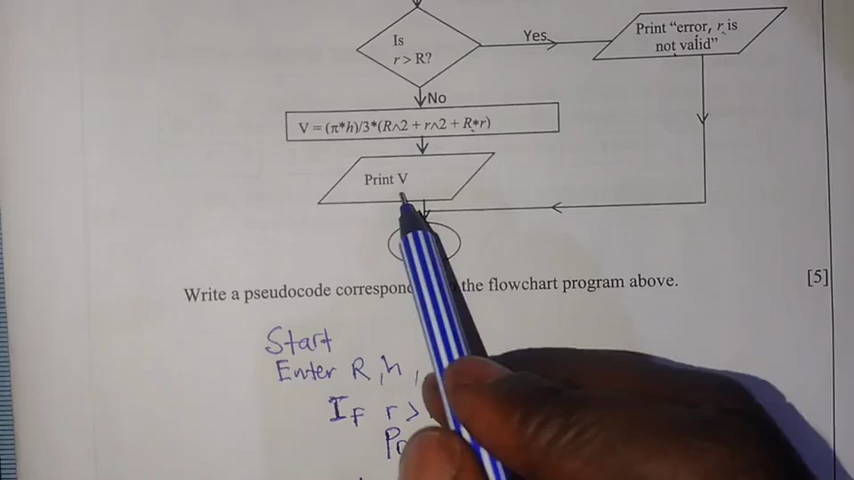 Is
r > R?
Yes
Print "error, r is
not valid"
No
V = (π*h)/3*(R^2 + r^2 + R*r)
Print V
Write a pseudocode the flowchart program above.
[5]
Start
Enter R, h,
If r >